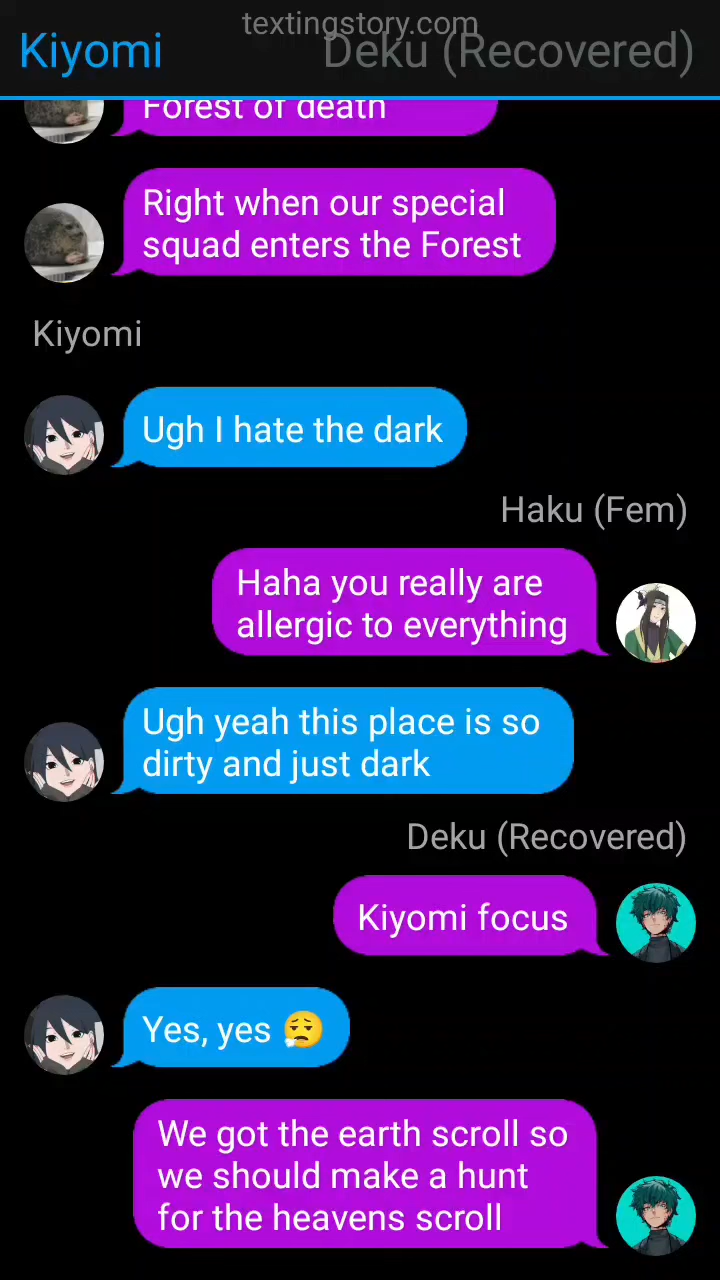 textingstory.com
Kiyomi
Deku (Recovered)
Forest of death
Right when our special
squad enters the Forest
Kiyomi
Ugh I hate the dark
Haku (Fem)
Haha you really are
allergic to everything
Ugh yeah this place is so
dirty and just dark
Deku (Recovered)
Kiyomi focus
Yes, yes 😮‍💨
We got the earth scroll so
we should make a hunt
for the heavens scroll